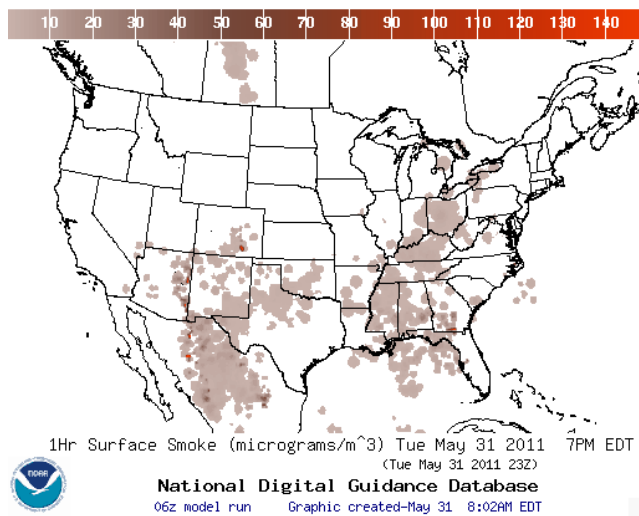 10 20 30 40 50 60 70 80 90 100 110 120 130 140
1Hr Surface Smoke (micrograms/m^3) Tue May 31 2011 7PM EDT
(Tue May 31 2011 23Z)
NOAA
National Digital Guidance Database
06z model run Graphic created-May 31 8:02AM EDT